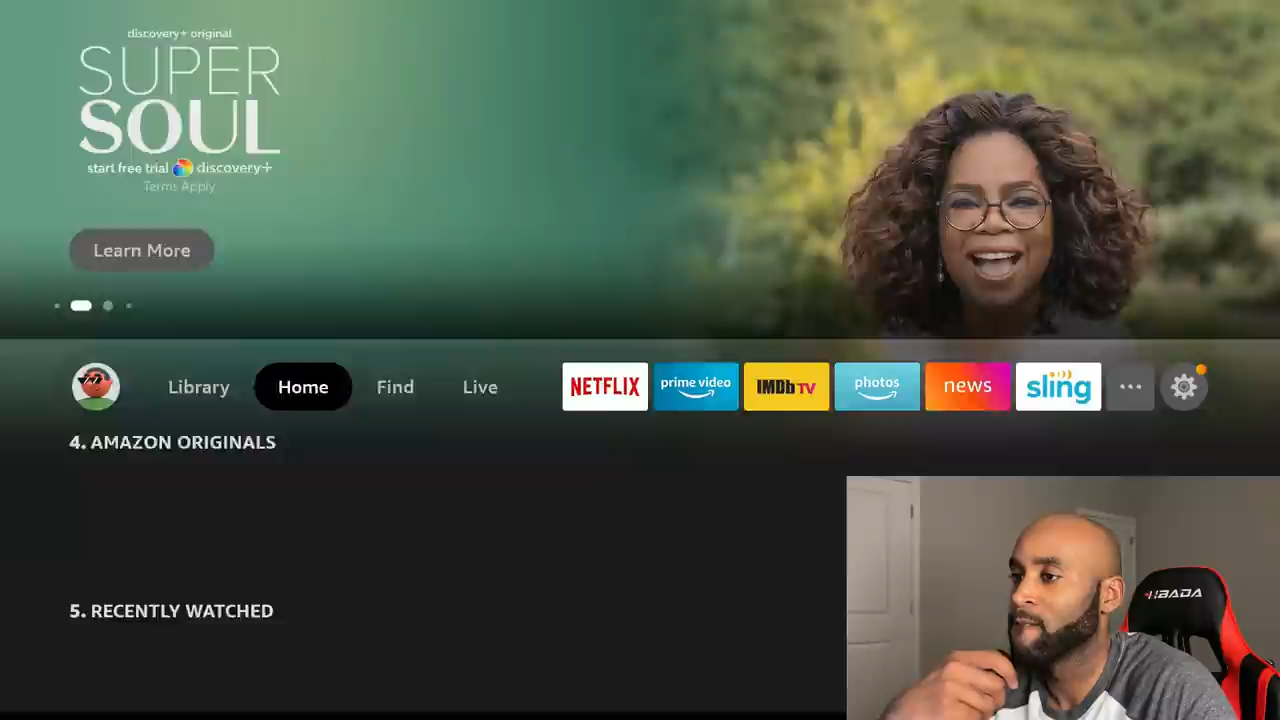 discovery+ original
SUPER
SOUL
start free trial discovery+
Terms Apply
Learn More
Library Home Find Live NETFLIX prime video IMDb TV photos news sling
4. AMAZON ORIGINALS
5. RECENTLY WATCHED
HBADA